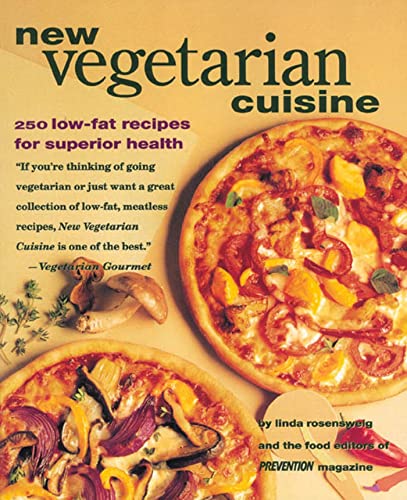 new
vegetarian
cuisine
250 low-fat recipes
for superior health
"If you're thinking of going
vegetarian or just want a great
collection of low-fat, meatless
recipes, New Vegetarian
Cuisine is one of the best."
—Vegetarian Gourmet
by linda rosensweig
and the food editors of
PREVENTION magazine